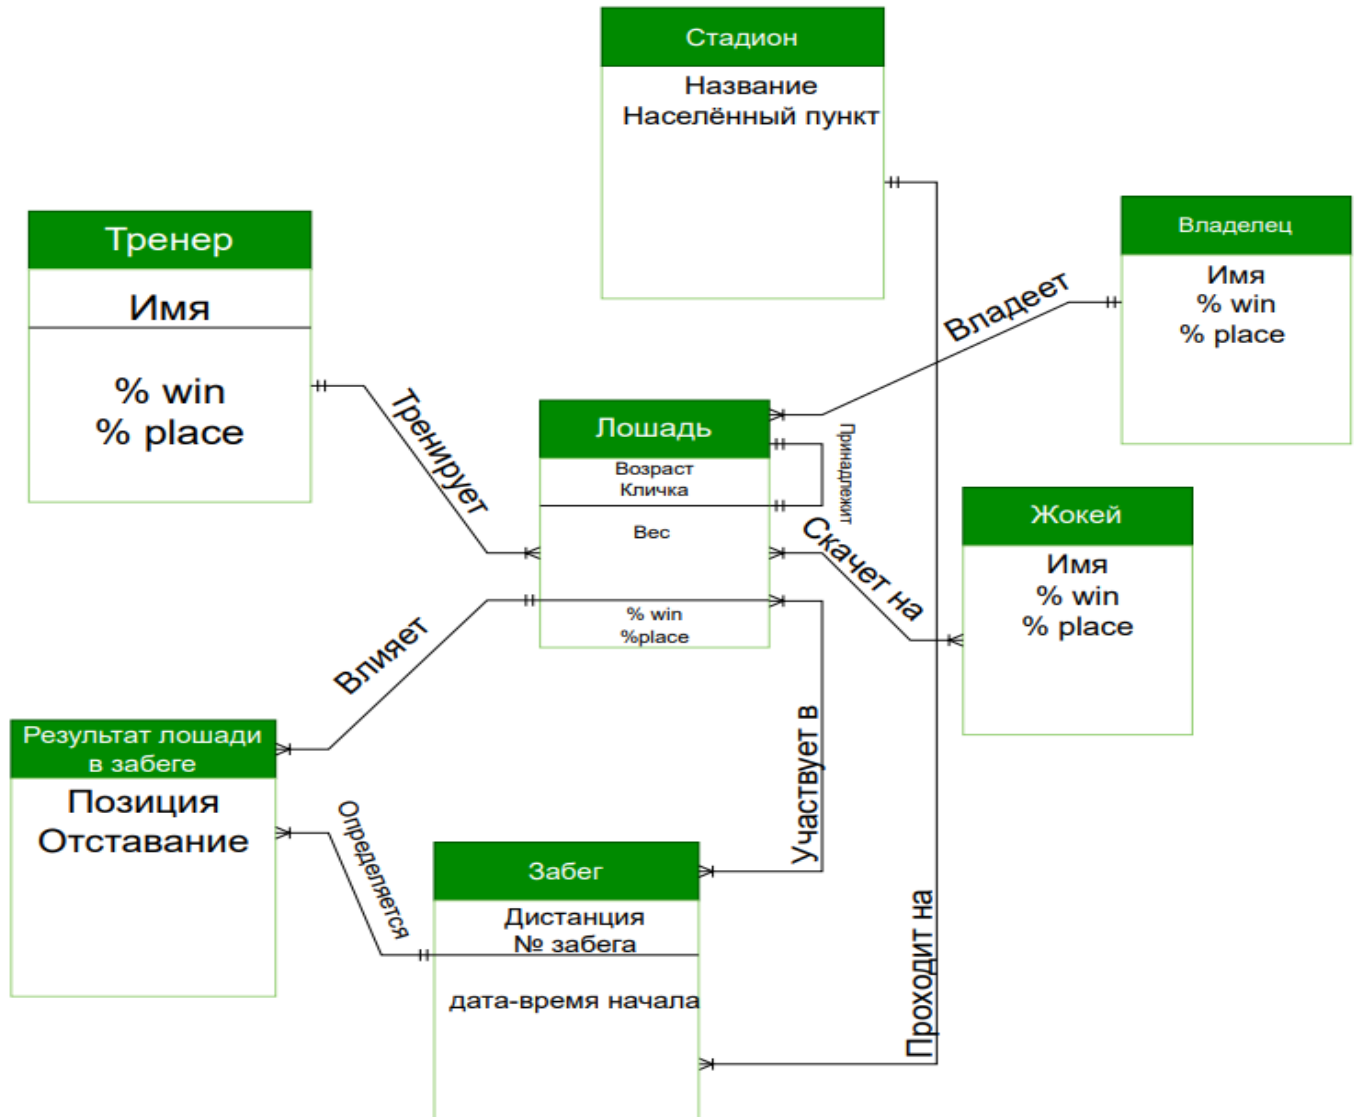 Стадион
Название
Населённый пункт
Тренер
Имя
% win
% place
Владелец
Имя
% win
% place
Владеет
Тренирует
Лошадь
Возраст
Кличка
Вес
% win
%place
Принадлежит
Скачет на
Жокей
Имя
% win
% place
Влияет
Результат лошади
в забеге
Позиция
Отставание
Определяется
Участвует в
Забег
Дистанция
№ забега
дата-время начала
Проходит на